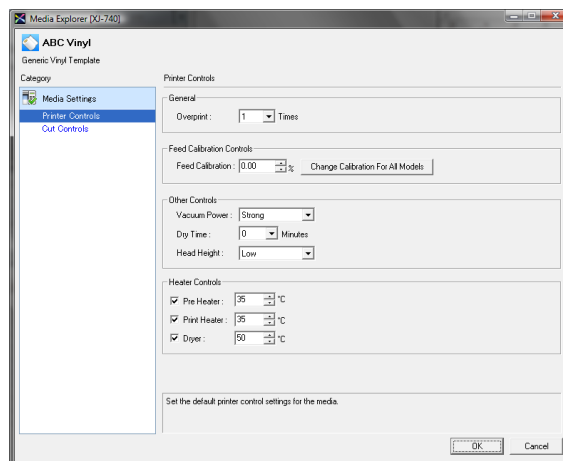 Media Explorer [XJ-740]
ABC Vinyl
Generic Vinyl Template
Category
Media Settings
Printer Controls
Cut Controls
Printer Controls
General
Overprint : 1 Times
Feed Calibration Controls
Feed Calibration : 0.00 % Change Calibration For All Models
Other Controls
Vacuum Power : Strong
Dry Time : 0 Minutes
Head Height : Low
Heater Controls
Pre Heater : 35 °C
Print Heater : 35 °C
Dryer : 50 °C
Set the default printer control settings for the media.
OK Cancel